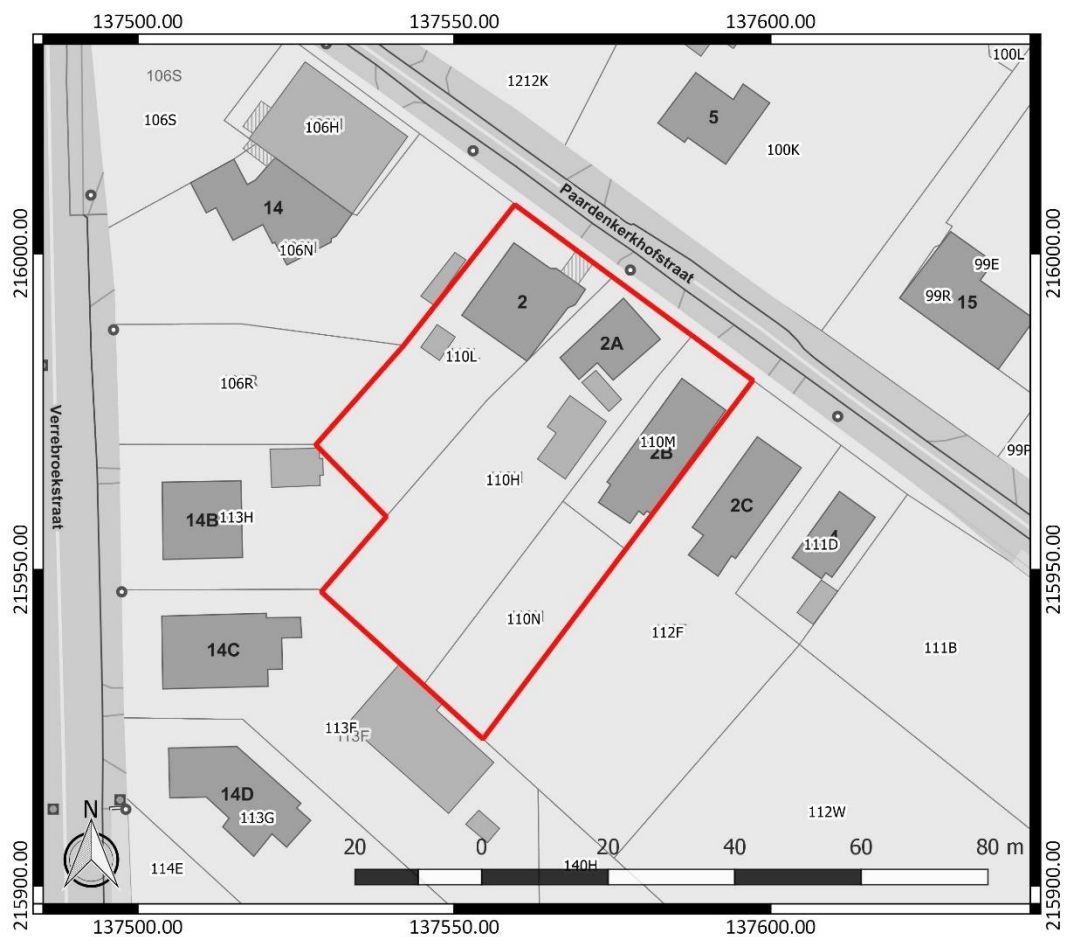 137500.00 137550.00 137600.00
100L
106S
1212K
106S
106H
5
100K
14
106N
Paardenkerkhofstraat
216000.00
216000.00
99E
99R
15
2
2A
110L
106R
110M
2B
99P
Verrebroekstraat
110H
2C
4
14B
113H
111D
215950.00
215950.00
110N
112F
111B
14C
113F
113F
14D
113G
112W
N
20 0 20 40 60 80 m
114E
140H
215900.00
215900.00
137500.00 137550.00 137600.00